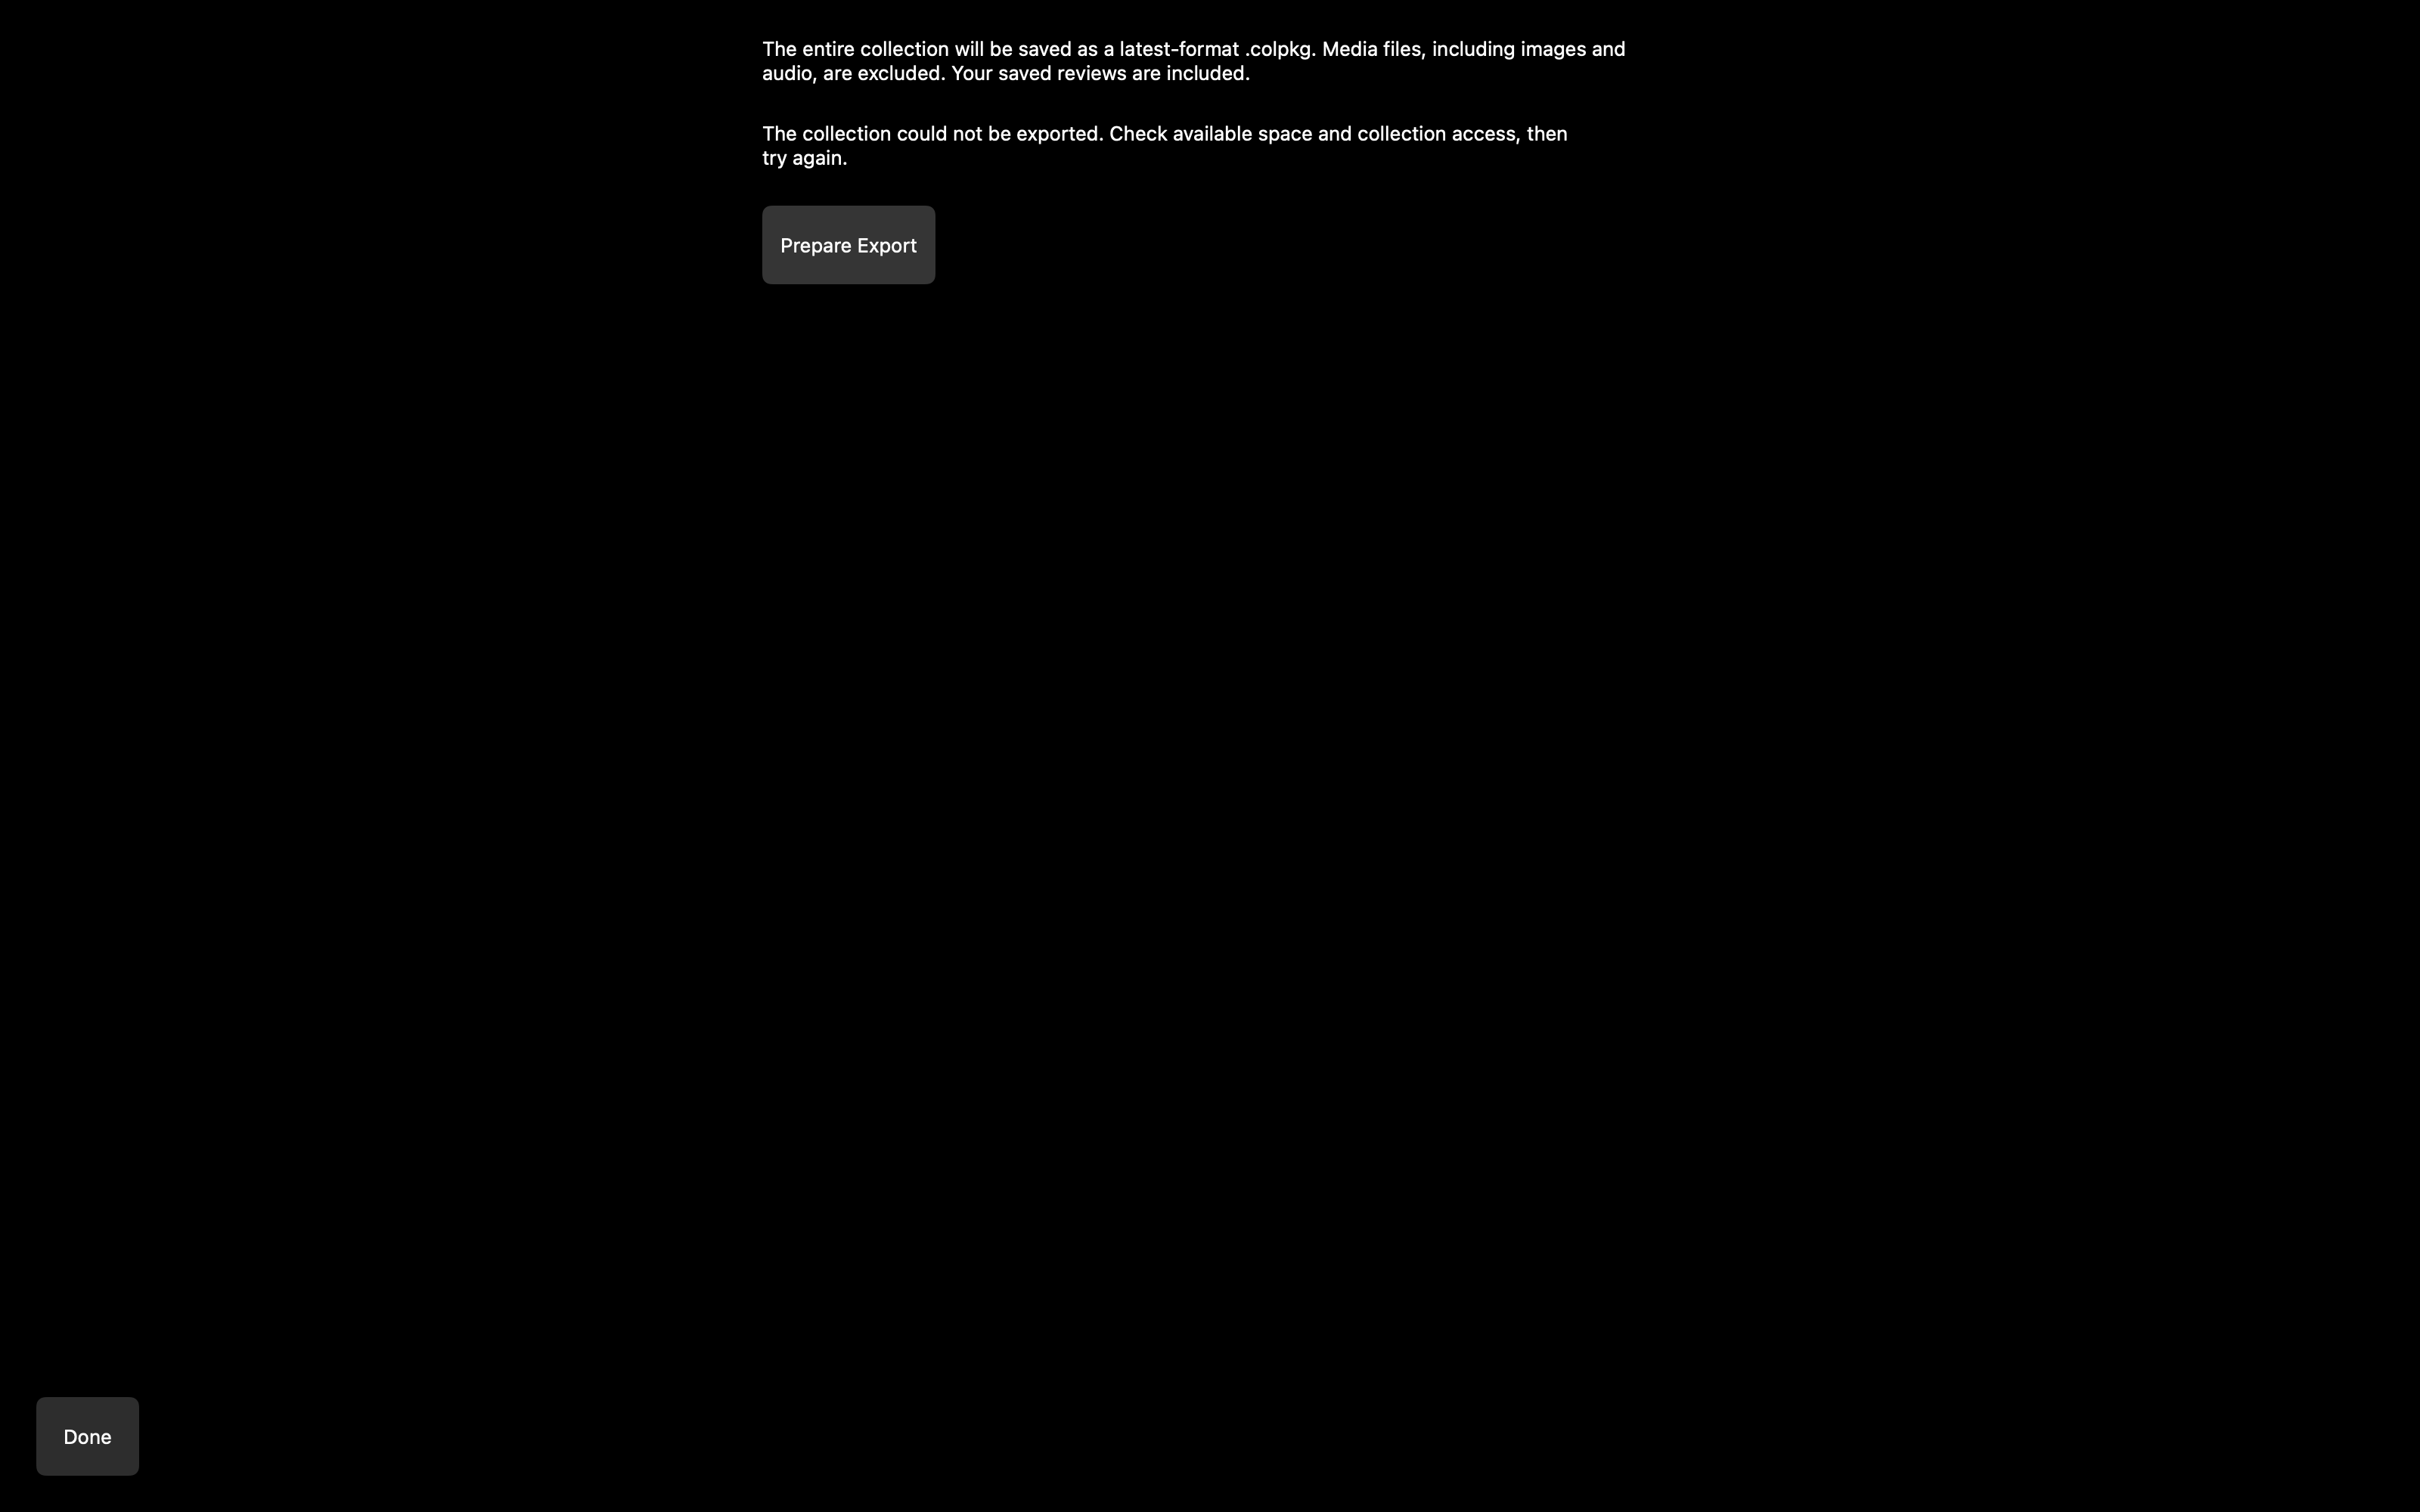 The entire collection will be saved as a latest-format .colpkg. Media files, including images and
audio, are excluded. Your saved reviews are included.
The collection could not be exported. Check available space and collection access, then
try again.
Prepare Export
Done